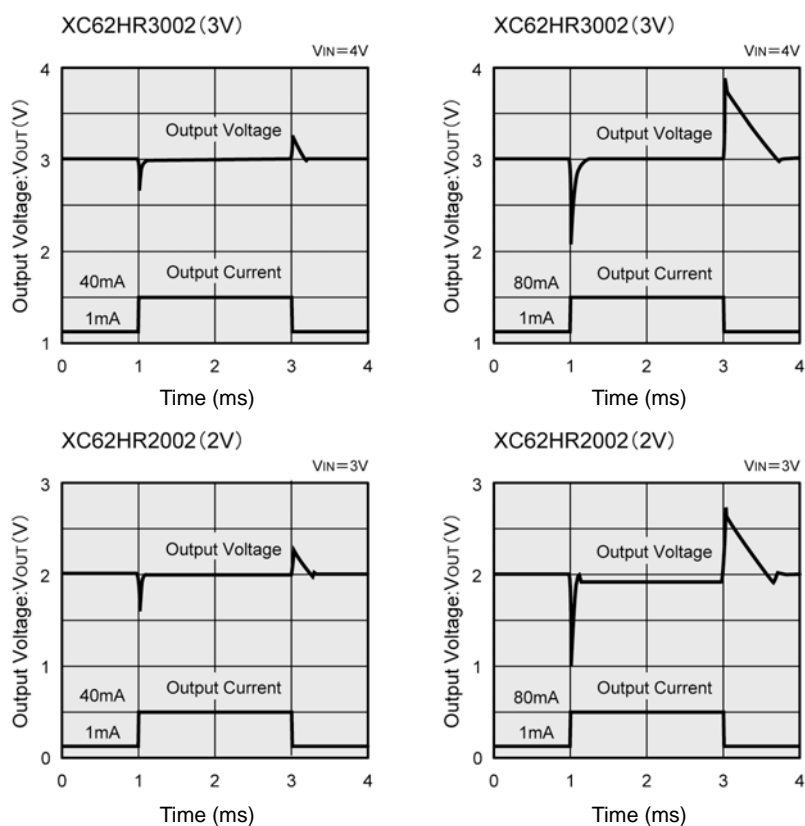 XC62HR3002(3V)
VIN=4V
Output Voltage:VOUT(V)
4
3
2
1
Output Voltage
Output Current
40mA
1mA
0 1 2 3 4
Time (ms)
XC62HR3002(3V)
VIN=4V
Output Voltage:VOUT(V)
4
3
2
1
Output Voltage
Output Current
80mA
1mA
0 1 2 3 4
Time (ms)
XC62HR2002(2V)
VIN=3V
Output Voltage:VOUT(V)
3
2
1
0
Output Voltage
Output Current
40mA
1mA
0 1 2 3 4
Time (ms)
XC62HR2002(2V)
VIN=3V
Output Voltage:VOUT(V)
3
2
1
0
Output Voltage
Output Current
80mA
1mA
0 1 2 3 4
Time (ms)